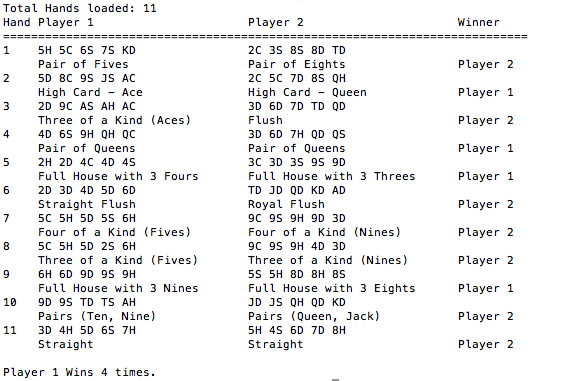 Total Hands loaded: 11
Hand Player 1 Player 2 Winner
===========================================================================
1 5H 5C 6S 7S KD 2C 3S 8S 8D TD
Pair of Fives Pair of Eights Player 2
2 5D 8C 9S JS AC 2C 5C 7D 8S QH
High Card - Ace High Card - Queen Player 1
3 2D 9C AS AH AC 3D 6D 7D TD QD
Three of a Kind (Aces) Flush Player 2
4 4D 6S 9H QH QC 3D 6D 7H QD QS
Pair of Queens Pair of Queens Player 1
5 2H 2D 4C 4D 4S 3C 3D 3S 9S 9D
Full House with 3 Fours Full House with 3 Threes Player 1
6 2D 3D 4D 5D 6D TD JD QD KD AD
Straight Flush Royal Flush Player 2
7 5C 5H 5D 5S 6H 9C 9S 9H 9D 3D
Four of a Kind (Fives) Four of a Kind (Nines) Player 2
8 5C 5H 5D 2S 6H 9C 9S 9H 4D 3D
Three of a Kind (Fives) Three of a Kind (Nines) Player 2
9 6H 6D 9D 9S 9H 5S 5H 8D 8H 8S
Full House with 3 Nines Full House with 3 Eights Player 1
10 9D 9S TD TS AH JD JS QH QD KD
Pairs (Ten, Nine) Pairs (Queen, Jack) Player 2
11 3D 4H 5D 6S 7H 5H 4S 6D 7D 8H
Straight Straight Player 2
Player 1 Wins 4 times.